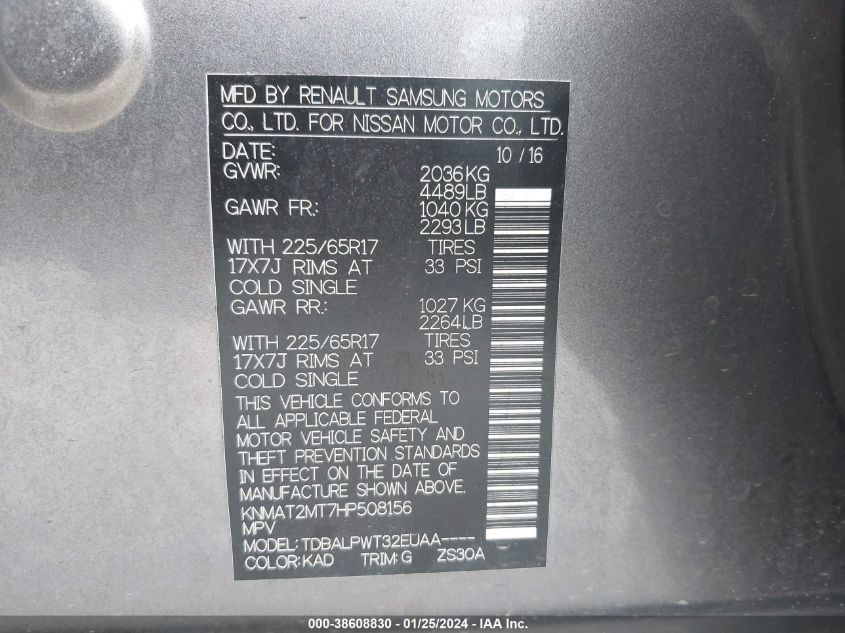 MFD BY RENAULT SAMSUNG MOTORS
CO., LTD. FOR NISSAN MOTOR CO., LTD.
DATE: 10 / 16
GVWR: 2036KG
4489LB
GAWR FR.: 1040 KG
2293LB
WITH 225/65R17 TIRES
17X7J RIMS AT 33 PSI
COLD SINGLE
GAWR RR.: 1027 KG
2264LB
WITH 225/65R17 TIRES
17X7J RIMS AT 33 PSI
COLD SINGLE
THIS VEHICLE CONFORMS TO
ALL APPLICABLE FEDERAL
MOTOR VEHICLE SAFETY AND
THEFT PREVENTION STANDARDS
IN EFFECT ON THE DATE OF
MANUFACTURE SHOWN ABOVE.
KNMAT2MT7HP508156
MPV
MODEL: TDBALPWT32EUAA----
COLOR: KAD TRIM: G ZS30A
000-38608830 - 01/25/2024 - IAA Inc.